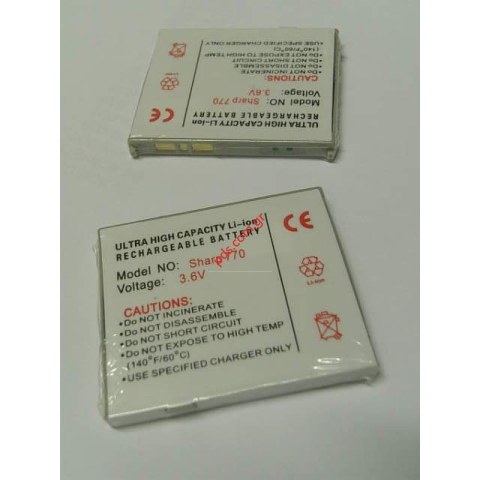 ULTRA HIGH CAPACITY Li-ion
RECHARGEABLE BATTERY
Model NO: Sharp 770
Voltage: 3.6V
CAUTIONS:
•Do NOT INCINERATE
•Do NOT DISASSEMBLE
•Do NOT SHORT CIRCUIT
•Do NOT EXPOSE TO HIGH TEMP
(140°F/60°C)
•USE SPECIFIED CHARGER ONLY
CE
Li-ion
ULTRA HIGH CAPACITY Li-ion
RECHARGEABLE BATTERY
Model NO: Sharp 770
Voltage: 3.6V
CAUTIONS:
•Do NOT INCINERATE
•Do NOT DISASSEMBLE
•Do NOT SHORT CIRCUIT
•Do NOT EXPOSE TO HIGH TEMP
(140°F/60°C)
•USE SPECIFIED CHARGER ONLY
CE